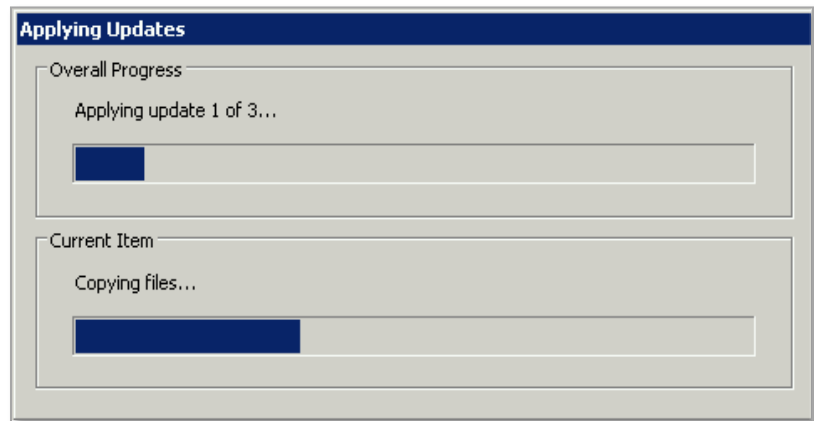 Applying Updates
Overall Progress
Applying update 1 of 3...
Current Item
Copying files...